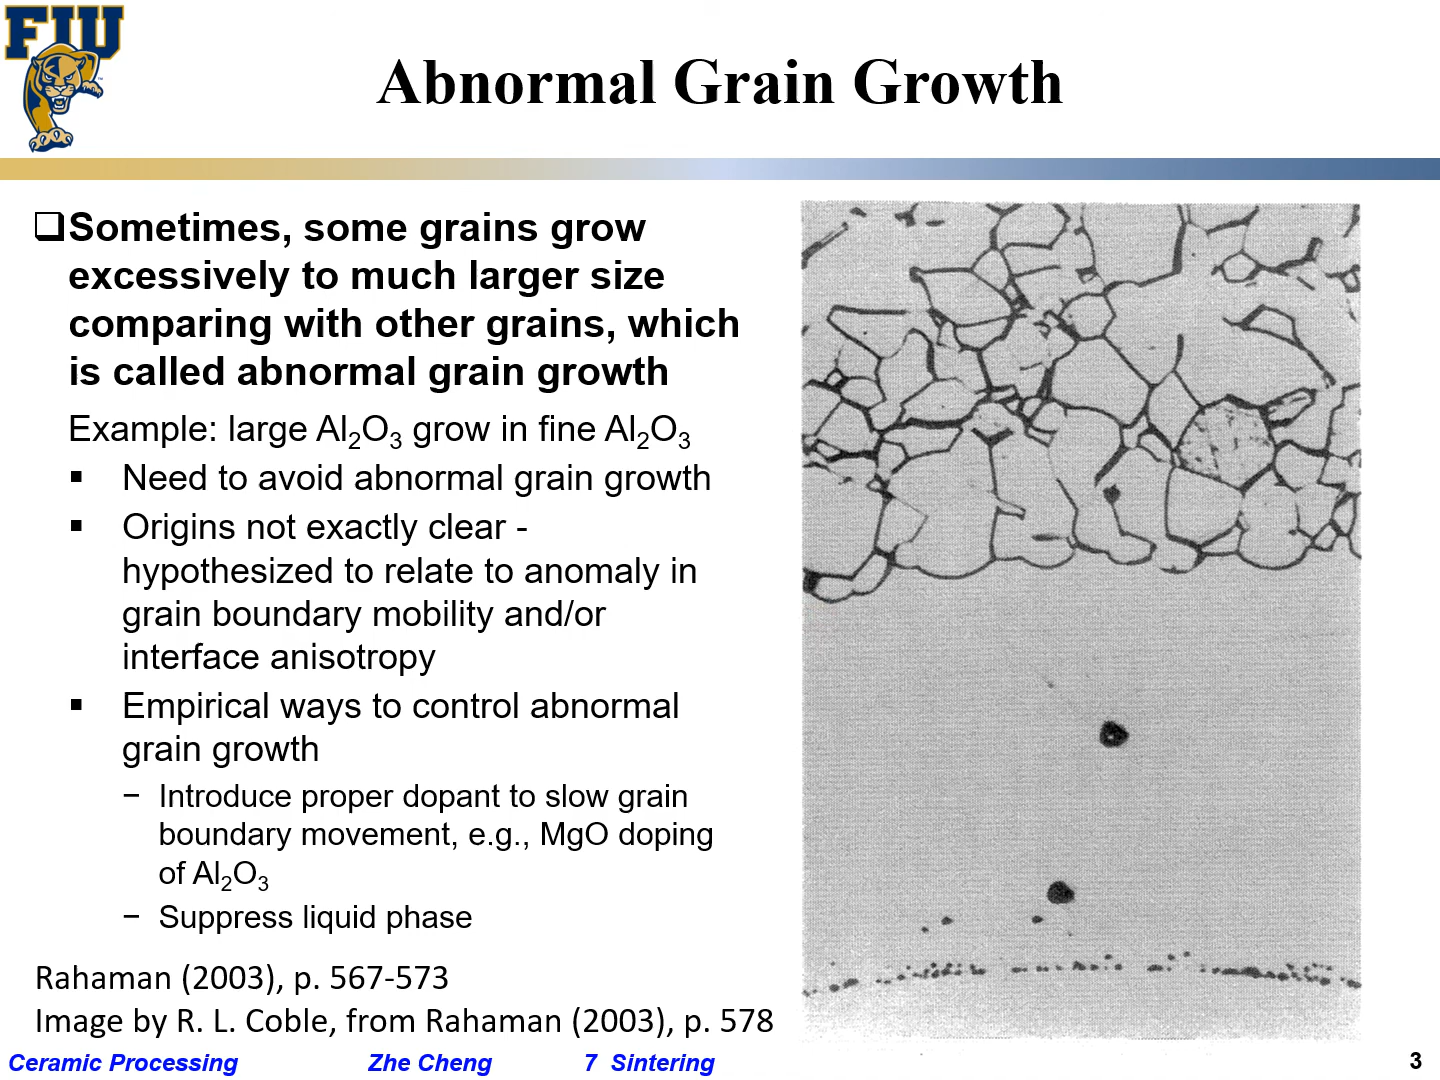 FIU
Abnormal Grain Growth
❑Sometimes, some grains grow
excessively to much larger size
comparing with other grains, which
is called abnormal grain growth
Example: large Al₂O₃ grow in fine Al₂O₃
▪ Need to avoid abnormal grain growth
▪ Origins not exactly clear -
hypothesized to relate to anomaly in
grain boundary mobility and/or
interface anisotropy
▪ Empirical ways to control abnormal
grain growth
− Introduce proper dopant to slow grain
boundary movement, e.g., MgO doping
of Al₂O₃
− Suppress liquid phase
Rahaman (2003), p. 567-573
Image by R. L. Coble, from Rahaman (2003), p. 578
Ceramic Processing Zhe Cheng 7 Sintering 3